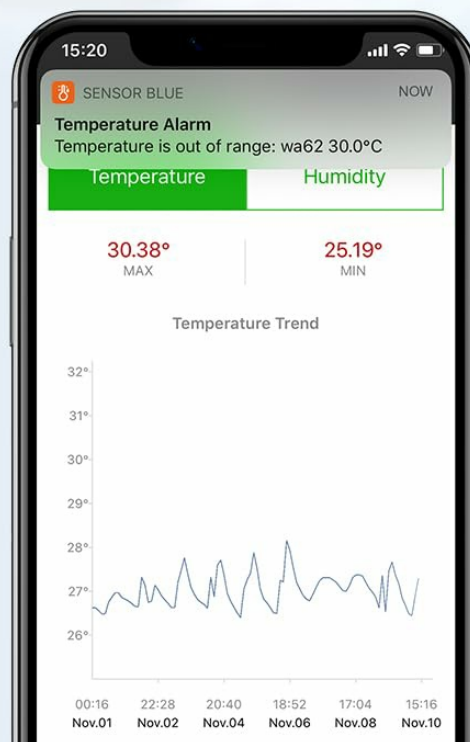 15:20
SENSOR BLUE NOW
Temperature Alarm
Temperature is out of range: wa62 30.0°C
Temperature Humidity
30.38° 25.19°
MAX MIN
Temperature Trend
32°
31°
30°
29°
28°
27°
26°
00:16 22:28 20:40 18:52 17:04 15:16
Nov.01 Nov.02 Nov.04 Nov.06 Nov.08 Nov.10